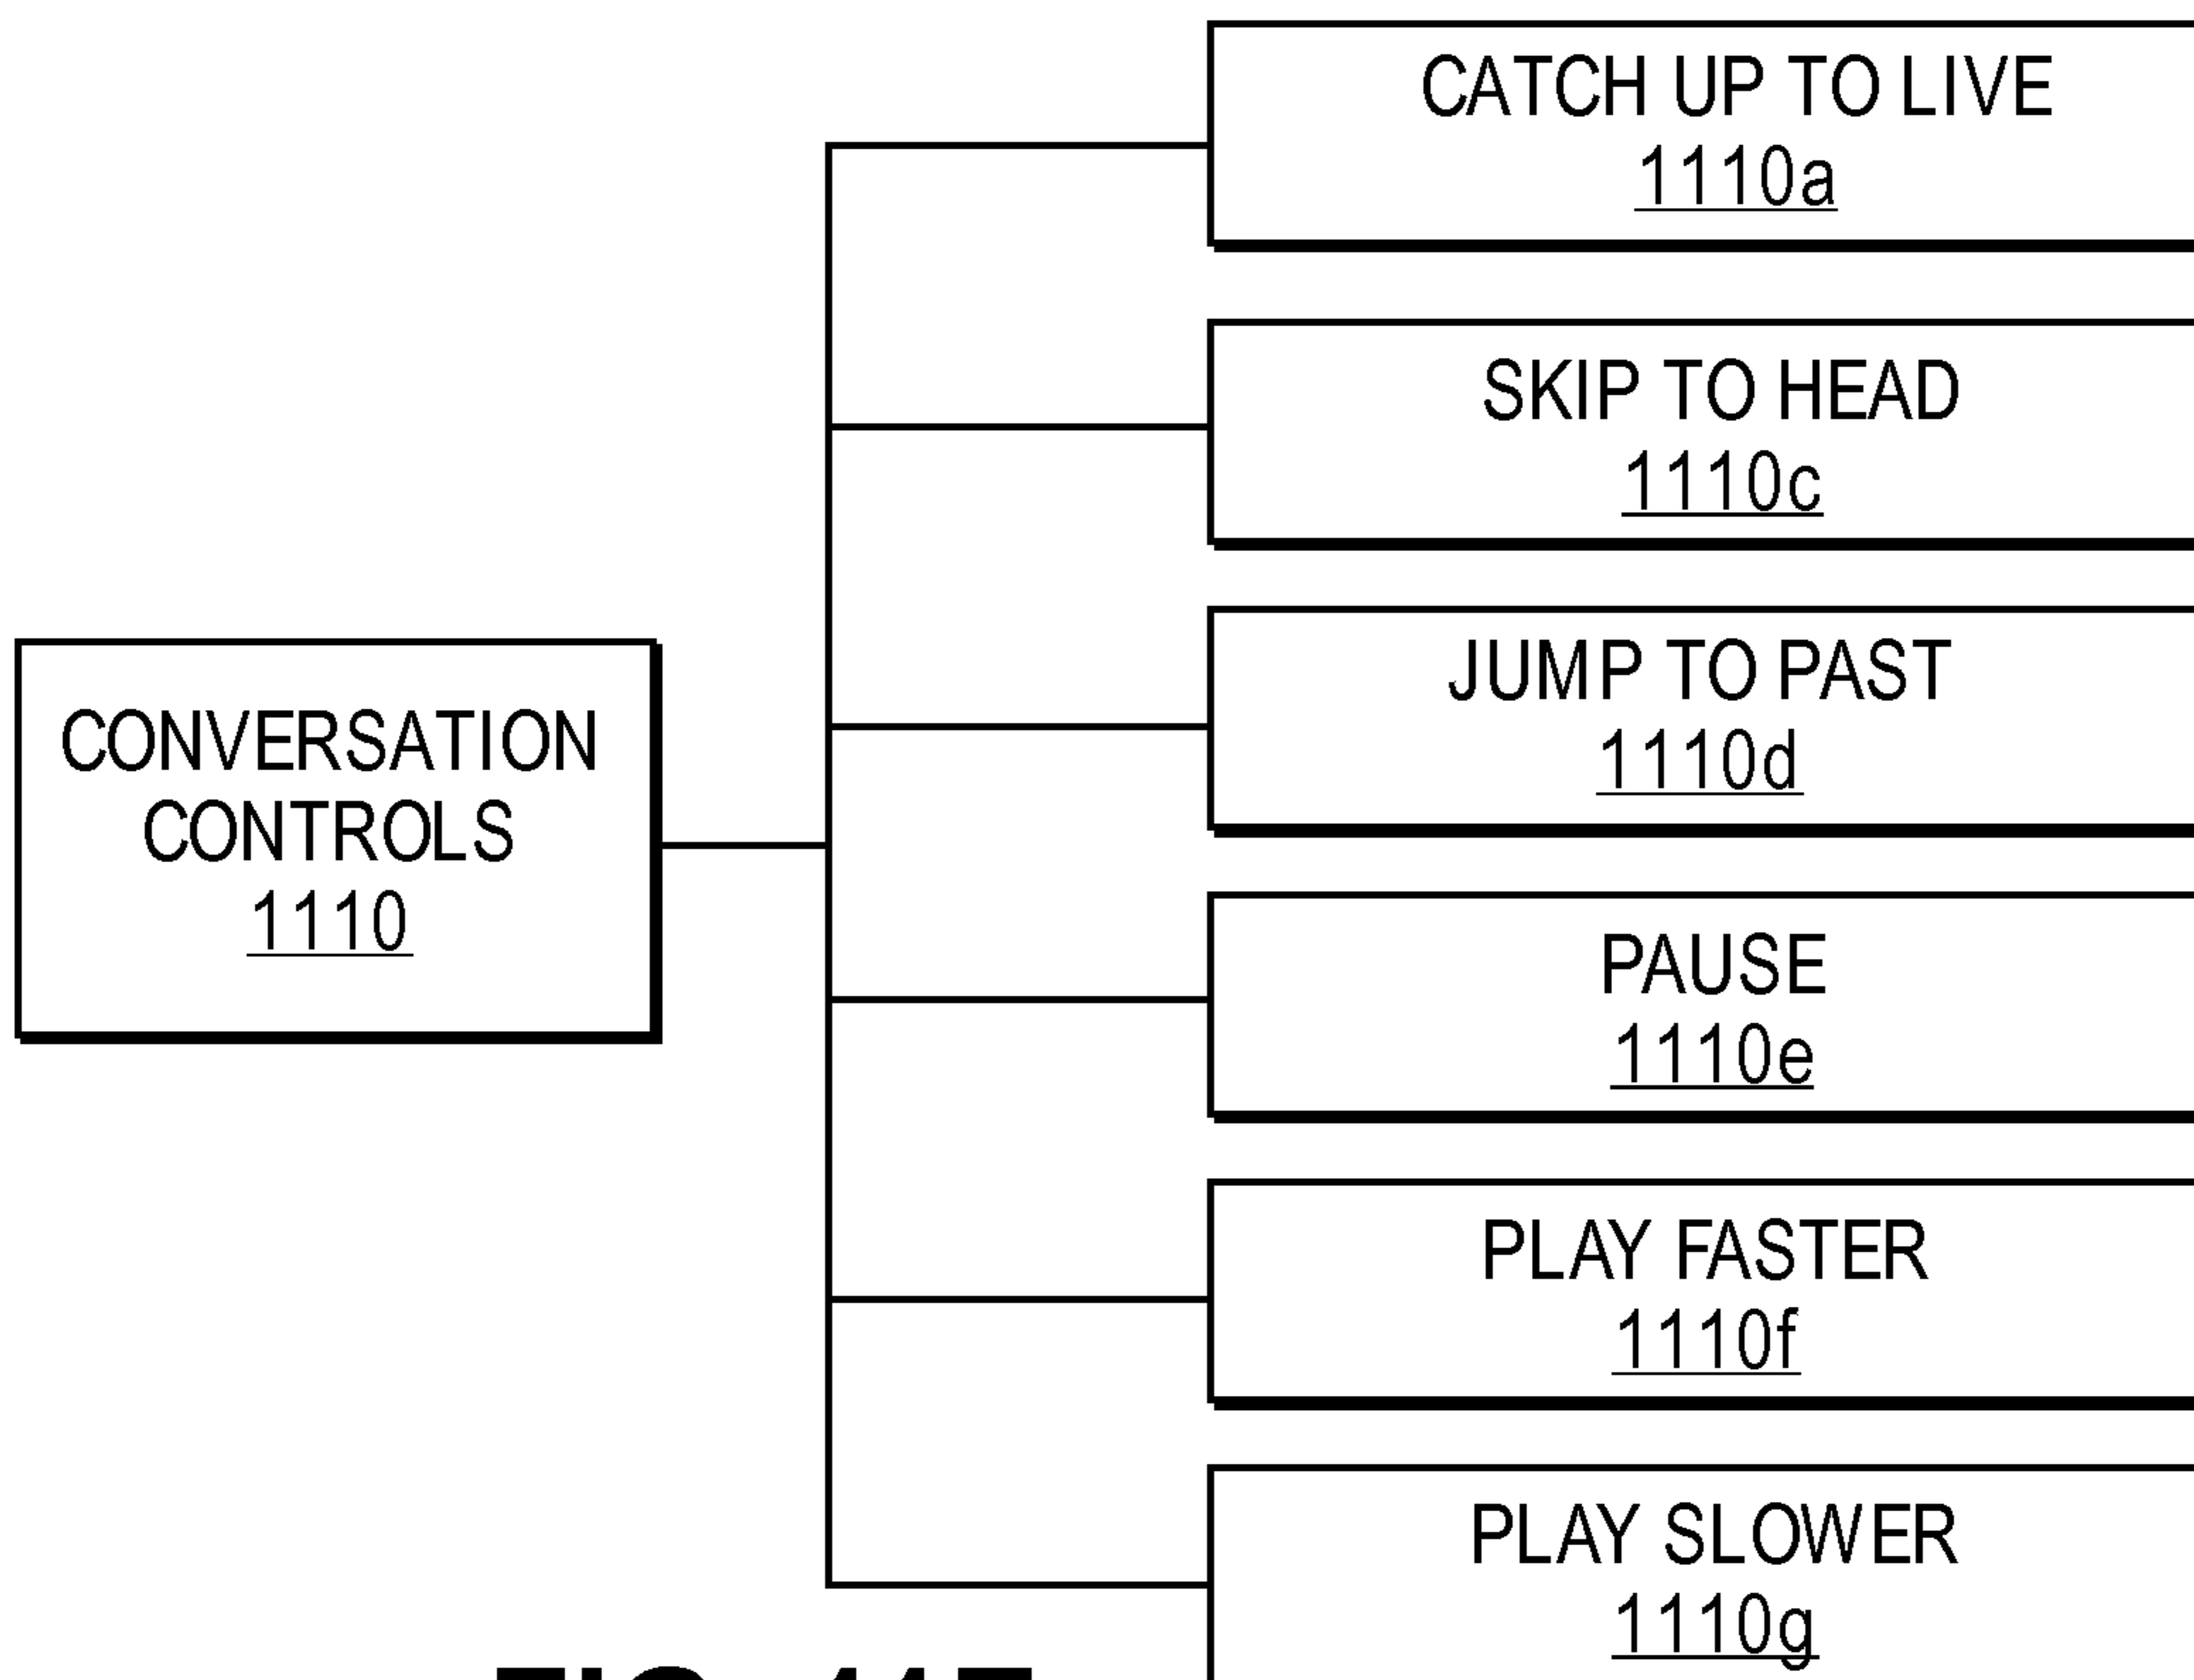 CATCH UP TO LIVE
1110a
SKIP TO HEAD
1110c
JUMP TO PAST
1110d
CONVERSATION
CONTROLS
1110
PAUSE
1110e
PLAY FASTER
1110f
PLAY SLOWER
1110g